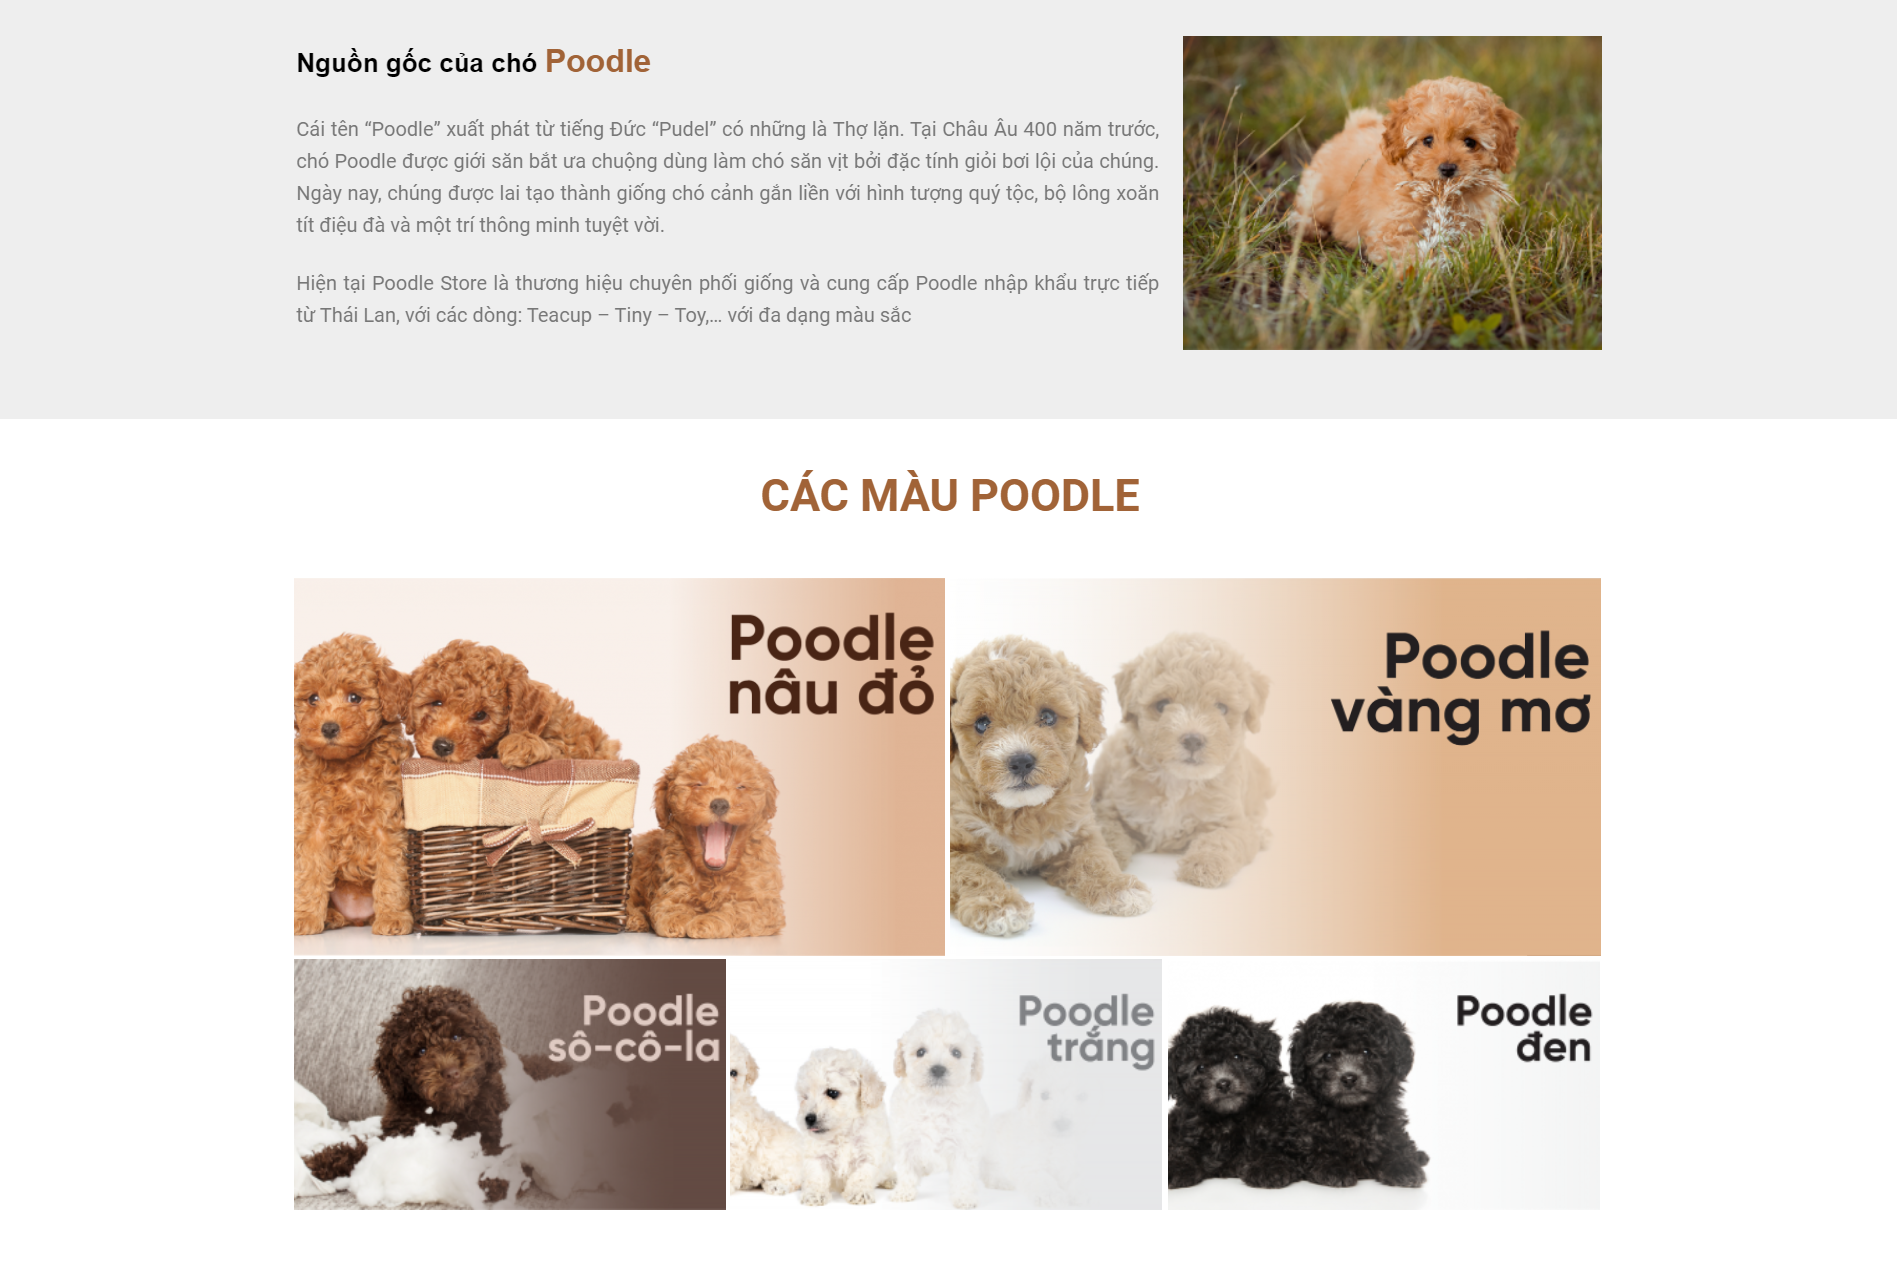 Nguồn gốc của chó Poodle
Cái tên “Poodle” xuất phát từ tiếng Đức “Pudel” có những là Thợ lặn. Tại Châu Âu 400 năm trước,
chó Poodle được giới săn bắt ưa chuộng dùng làm chó săn vịt bởi đặc tính giỏi bơi lội của chúng.
Ngày nay, chúng được lai tạo thành giống chó cảnh gắn liền với hình tượng quý tộc, bộ lông xoăn
tít điệu đà và một trí thông minh tuyệt vời.
Hiện tại Poodle Store là thương hiệu chuyên phối giống và cung cấp Poodle nhập khẩu trực tiếp
từ Thái Lan, với các dòng: Teacup – Tiny – Toy,... với đa dạng màu sắc
CÁC MÀU POODLE
Poodle
nâu đỏ
Poodle
vàng mơ
Poodle
sô-cô-la
Poodle
trắng
Poodle
đen